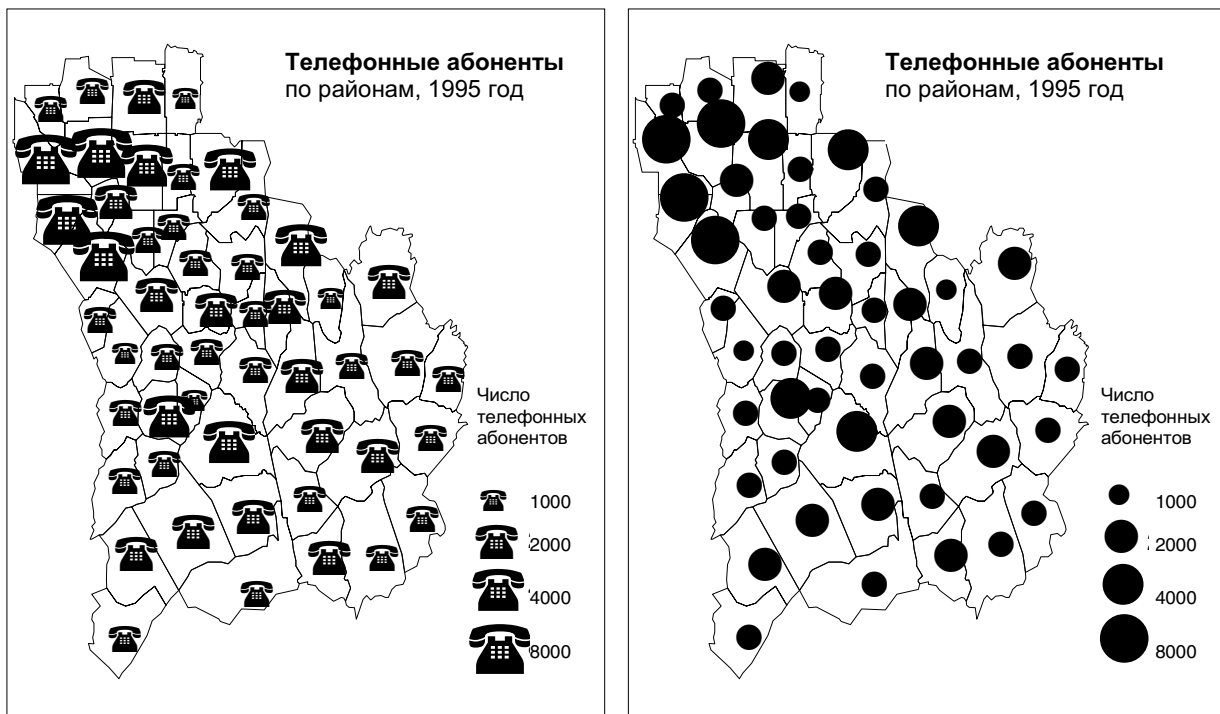 Телефонные абоненты
по районам, 1995 год
Число
телефонных
абонентов
1000
2000
4000
8000
Телефонные абоненты
по районам, 1995 год
Число
телефонных
абонентов
1000
2000
4000
8000